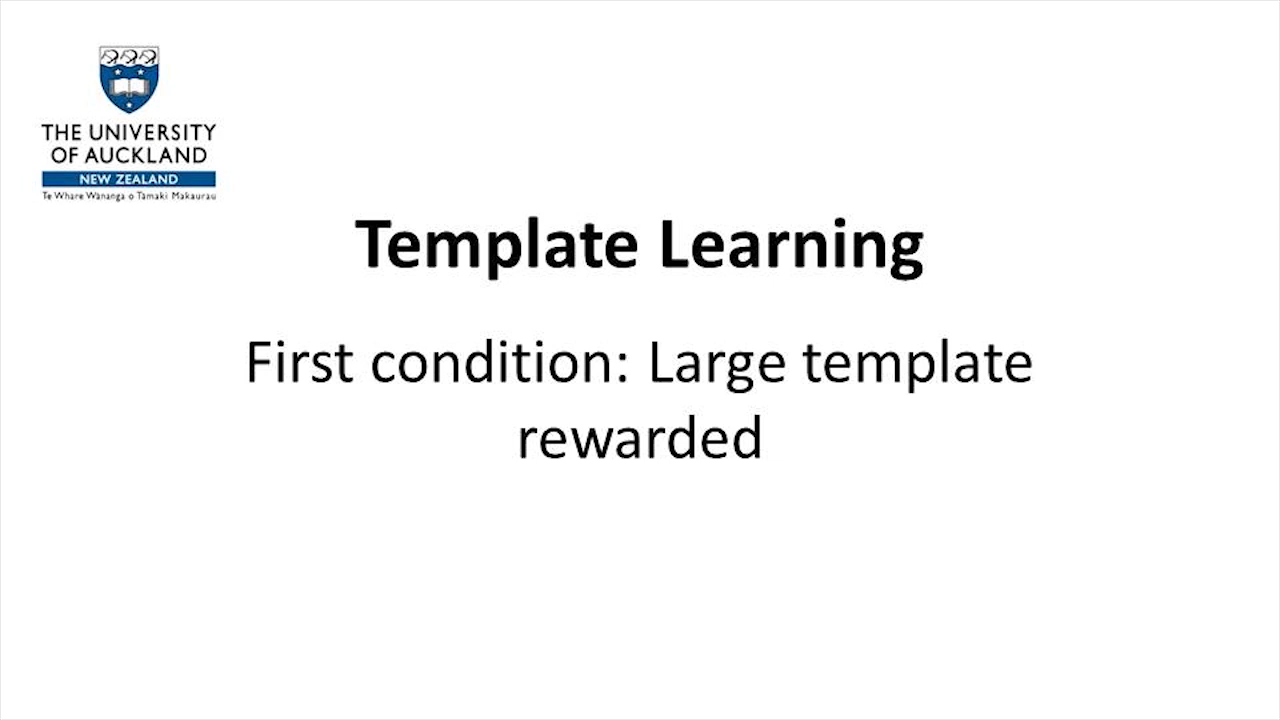 THE UNIVERSITY
OF AUCKLAND
NEW ZEALAND
Te Whare Wānanga o Tāmaki Makaurau
Template Learning
First condition: Large template
rewarded